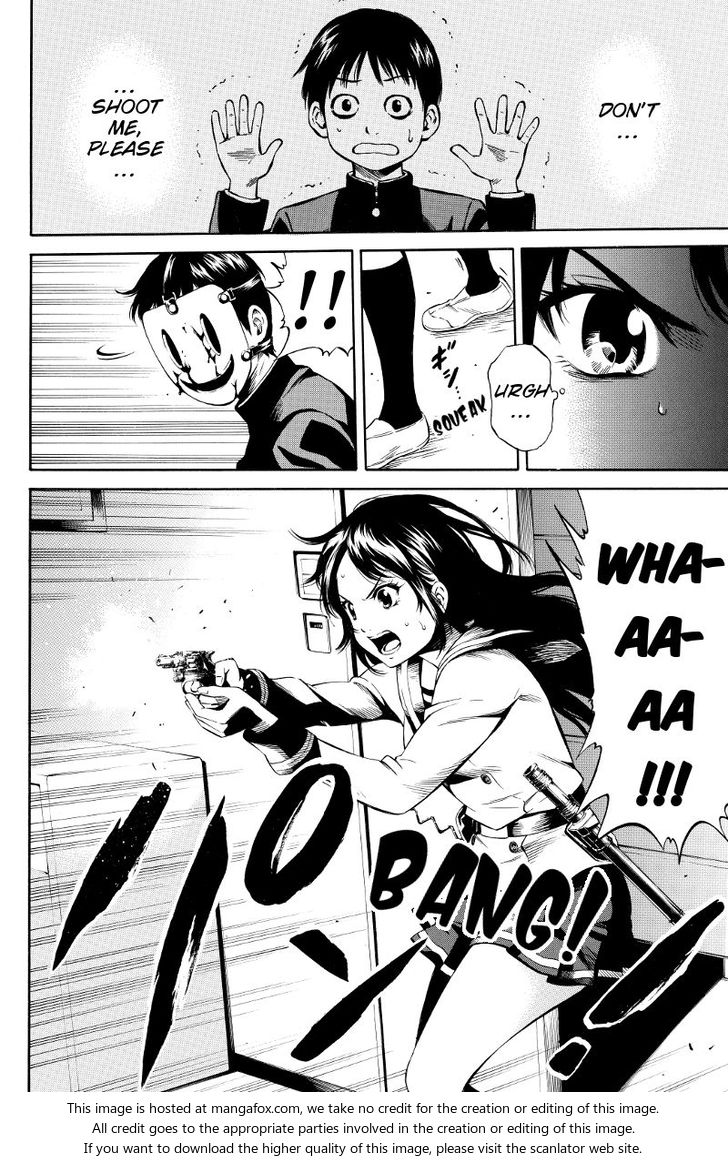 DON'T
...
...
SHOOT
ME,
PLEASE
...
URGH
...
ギシ...
SQUEAK
!!
WHA-
AA-
AA
!!!
パン!!
BANG!
This image is hosted at mangafox.com, we take no credit for the creation or editing of this image.
All credit goes to the appropriate parties involved in the creation or editing of this image.
If you want to download the higher quality of this image, please visit the scanlator web site.